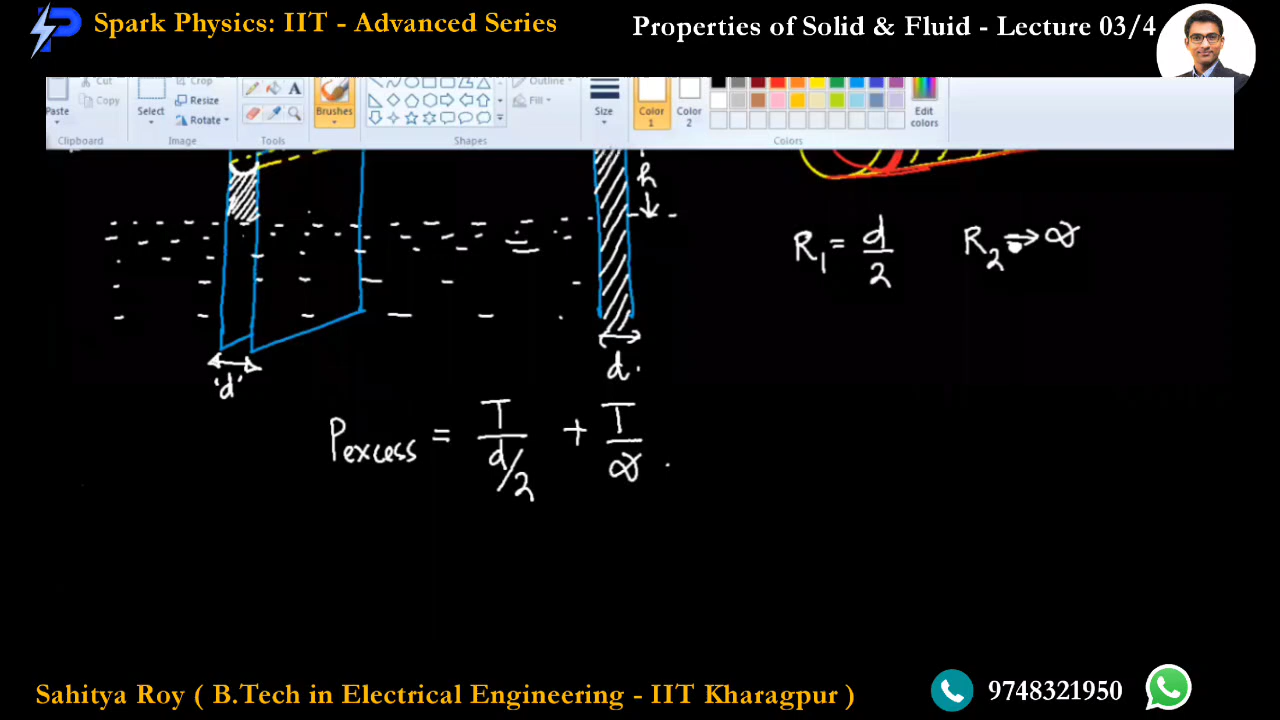 Spark Physics: IIT - Advanced Series
Properties of Solid & Fluid - Lecture 03/4
Paste
Cut
Copy
Clipboard
Select
Crop
Resize
Rotate
Image
A
Tools
Brushes
Shapes
Outline
Fill
Size
Color 1
Color 2
Edit colors
Colors
h
R₁ = d/2 R₂ → ∞
'd'
d.
Pexcess = T/(d/2) + T/∞ .
Sahitya Roy ( B.Tech in Electrical Engineering - IIT Kharagpur )
9748321950